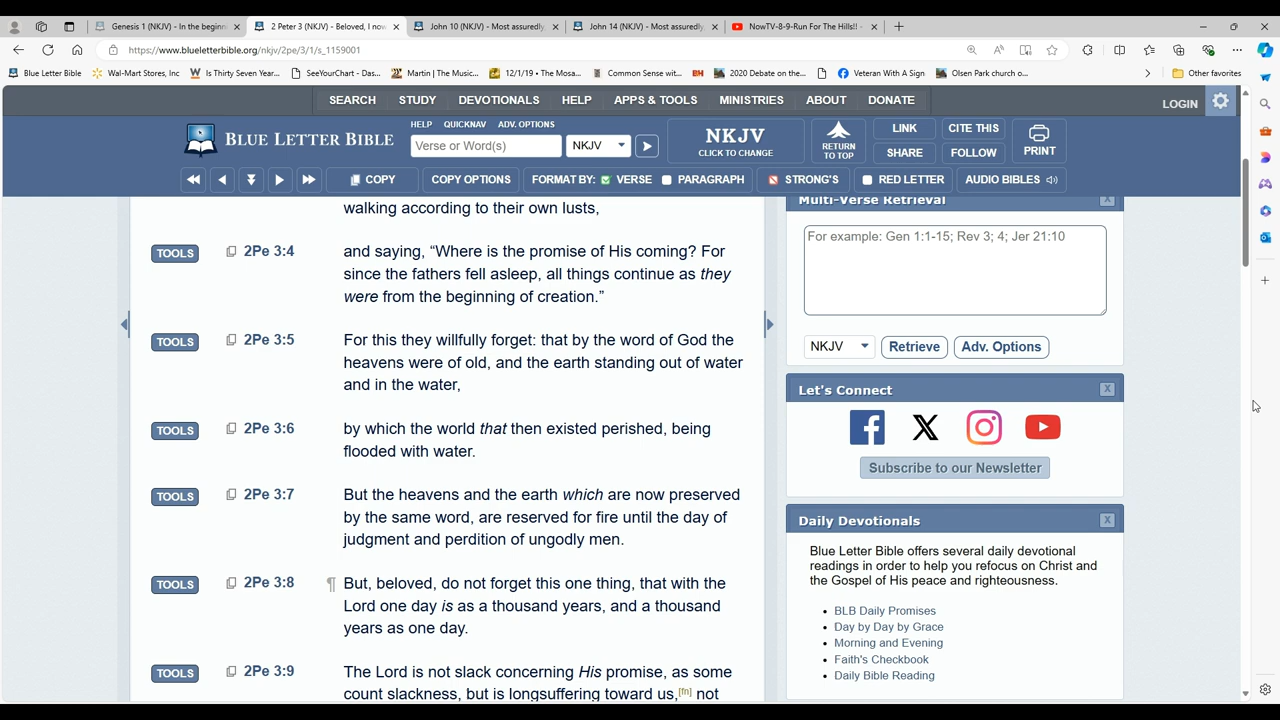 Genesis 1 (NKJV) - In the beginn
2 Peter 3 (NKJV) - Beloved, I now
John 10 (NKJV) - Most assuredly,
John 14 (NKJV) - Most assuredly
NowTV-8-9-Run For The Hills!! -
https://www.blueletterbible.org/nkjv/2pe/3/1/s_1159001
Blue Letter Bible
Wal-Mart Stores, Inc
Is Thirty Seven Year...
SeeYourChart - Das...
Martin | The Music...
12/1/19 • The Mosa...
Common Sense wit...
2020 Debate on the...
Veteran With A Sign
Olsen Park church o...
Other favorites
SEARCH
STUDY
DEVOTIONALS
HELP
APPS & TOOLS
MINISTRIES
ABOUT
DONATE
LOGIN
BLUE LETTER BIBLE
HELP
QUICKNAV
ADV. OPTIONS
Verse or Word(s)
NKJV
NKJV
CLICK TO CHANGE
RETURN
TO TOP
LINK
CITE THIS
SHARE
FOLLOW
PRINT
COPY
COPY OPTIONS
FORMAT BY:
VERSE
PARAGRAPH
STRONG'S
RED LETTER
AUDIO BIBLES
walking according to their own lusts,
TOOLS
2Pe 3:4
and saying, “Where is the promise of His coming? For
since the fathers fell asleep, all things continue as they
were from the beginning of creation.”
TOOLS
2Pe 3:5
For this they willfully forget: that by the word of God the
heavens were of old, and the earth standing out of water
and in the water,
TOOLS
2Pe 3:6
by which the world that then existed perished, being
flooded with water.
TOOLS
2Pe 3:7
But the heavens and the earth which are now preserved
by the same word, are reserved for fire until the day of
judgment and perdition of ungodly men.
TOOLS
2Pe 3:8
¶ But, beloved, do not forget this one thing, that with the
Lord one day is as a thousand years, and a thousand
years as one day.
TOOLS
2Pe 3:9
The Lord is not slack concerning His promise, as some
count slackness, but is longsuffering toward us,[fn] not
Multi-Verse Retrieval
X
For example: Gen 1:1-15; Rev 3; 4; Jer 21:10
NKJV
Retrieve
Adv. Options
Let's Connect
X
Subscribe to our Newsletter
Daily Devotionals
X
Blue Letter Bible offers several daily devotional
readings in order to help you refocus on Christ and
the Gospel of His peace and righteousness.
• BLB Daily Promises
• Day by Day by Grace
• Morning and Evening
• Faith's Checkbook
• Daily Bible Reading